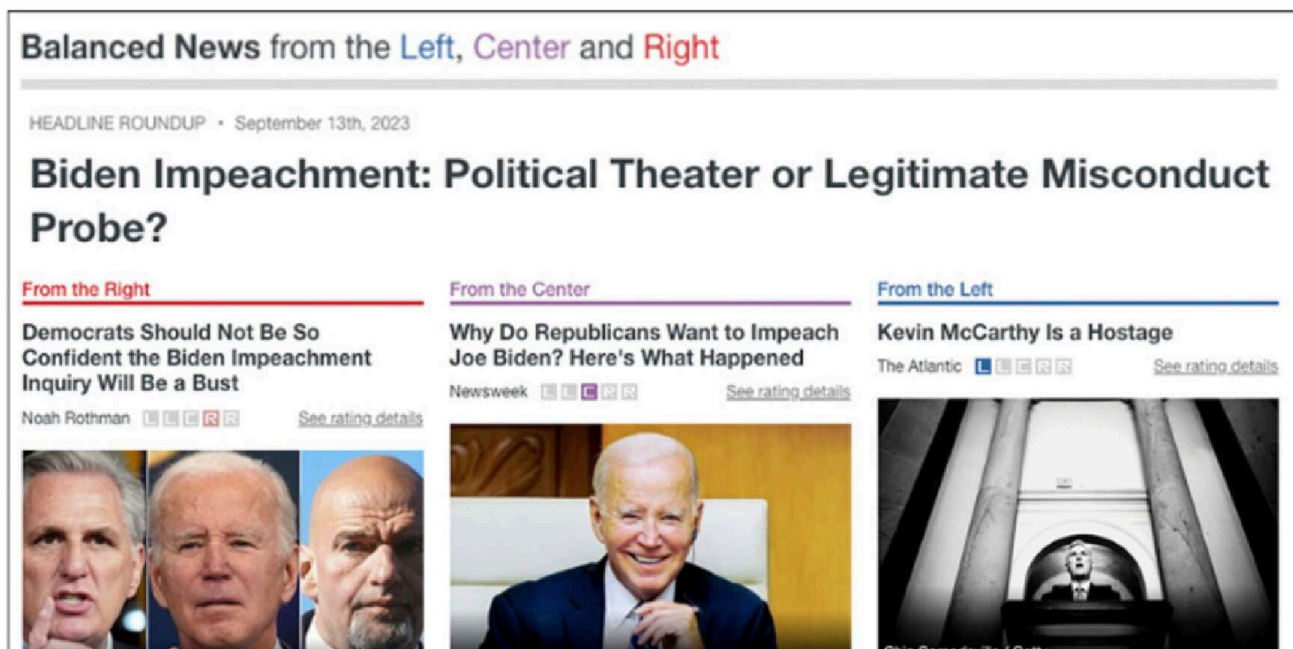 Balanced News from the Left, Center and Right
HEADLINE ROUNDUP • September 13th, 2023
Biden Impeachment: Political Theater or Legitimate Misconduct
Probe?
From the Right
Democrats Should Not Be So
Confident the Biden Impeachment
Inquiry Will Be a Bust
Noah Rothman L L C R R See rating details
From the Center
Why Do Republicans Want to Impeach
Joe Biden? Here's What Happened
Newsweek L L C R R See rating details
From the Left
Kevin McCarthy Is a Hostage
The Atlantic L L C R R See rating details